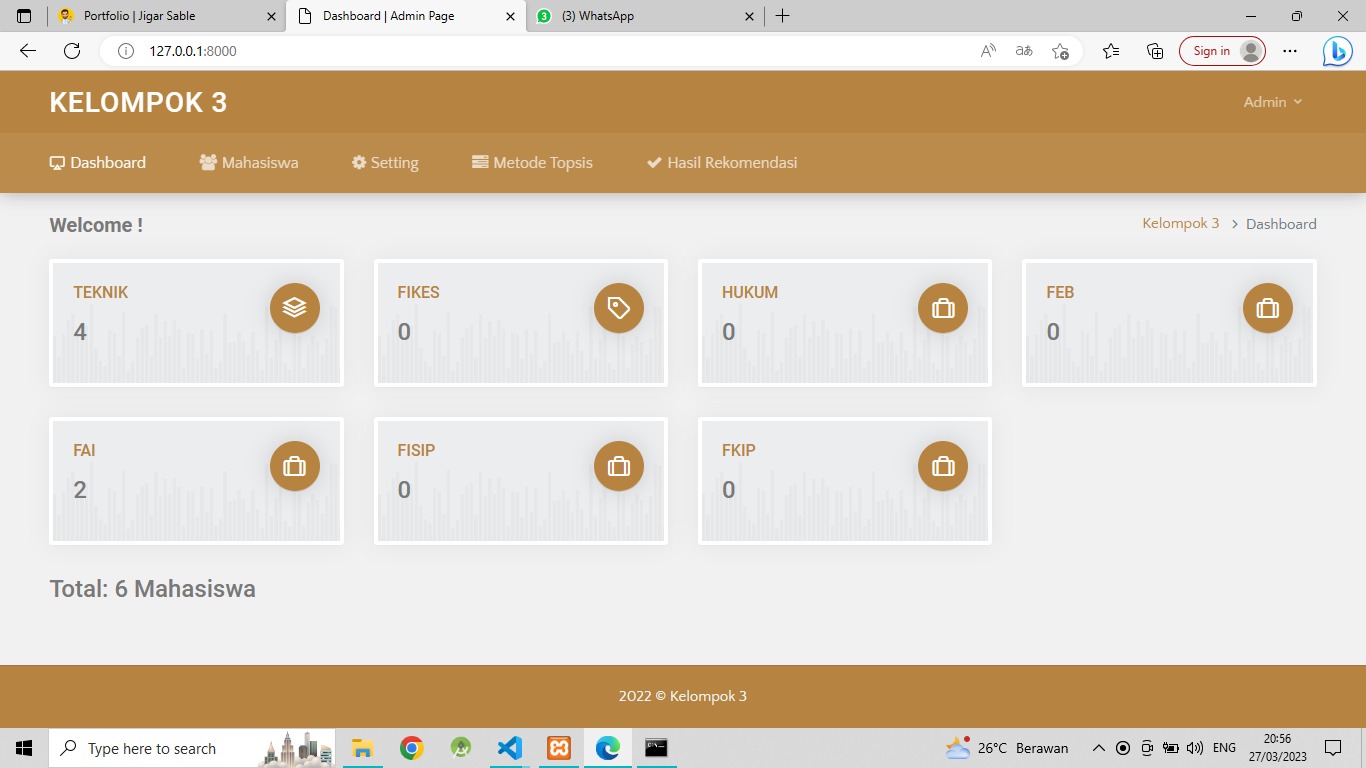 Portfolio | Jigar Sable
Dashboard | Admin Page
3 (3) WhatsApp
127.0.0.1:8000
Sign in
KELOMPOK 3
Admin
Dashboard Mahasiswa Setting Metode Topsis Hasil Rekomendasi
Welcome !
Kelompok 3 > Dashboard
TEKNIK
4
FIKES
0
HUKUM
0
FEB
0
FAI
2
FISIP
0
FKIP
0
Total: 6 Mahasiswa
2022 © Kelompok 3
Type here to search
26°C Berawan
ENG
20:56
27/03/2023